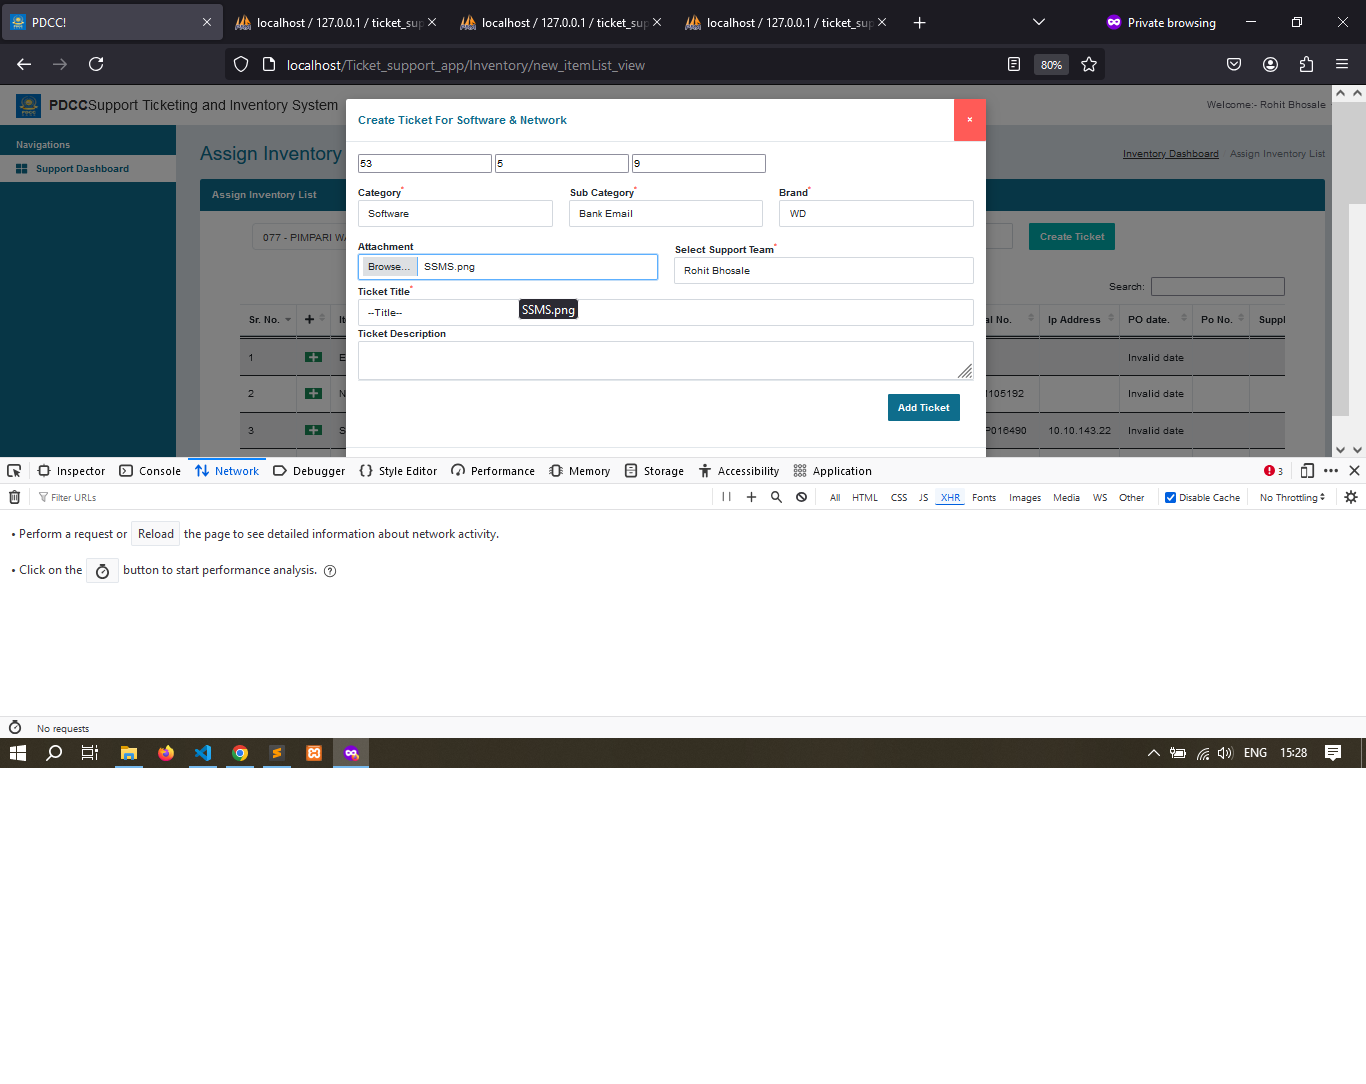 PDCC!
localhost / 127.0.0.1 / ticket_sup
localhost / 127.0.0.1 / ticket_sup
localhost / 127.0.0.1 / ticket_sup
Private browsing
localhost/Ticket_support_app/Inventory/new_itemList_view
80%
PDCCSupport Ticketing and Inventory System
Welcome:- Rohit Bhosale
Navigations
Support Dashboard
Assign Inventory
Inventory Dashboard Assign Inventory List
Assign Inventory List
077 - PIMPARI WA
Create Ticket
Search:
Sr. No. It al No. Ip Address PO date. Po No. Suppl
1 E Invalid date
2 N 105192 Invalid date
3 S P016490 10.10.143.22 Invalid date
Create Ticket For Software & Network
×
53 5 9
Category* Sub Category* Brand*
Software Bank Email WD
Attachment Select Support Team*
Browse... SSMS.png Rohit Bhosale
Ticket Title*
--Title--
SSMS.png
Ticket Description
Add Ticket
Inspector Console Network Debugger Style Editor Performance Memory Storage Accessibility Application 3
Filter URLs All HTML CSS JS XHR Fonts Images Media WS Other Disable Cache No Throttling
• Perform a request or Reload the page to see detailed information about network activity.
• Click on the button to start performance analysis. ?
No requests
ENG 15:28